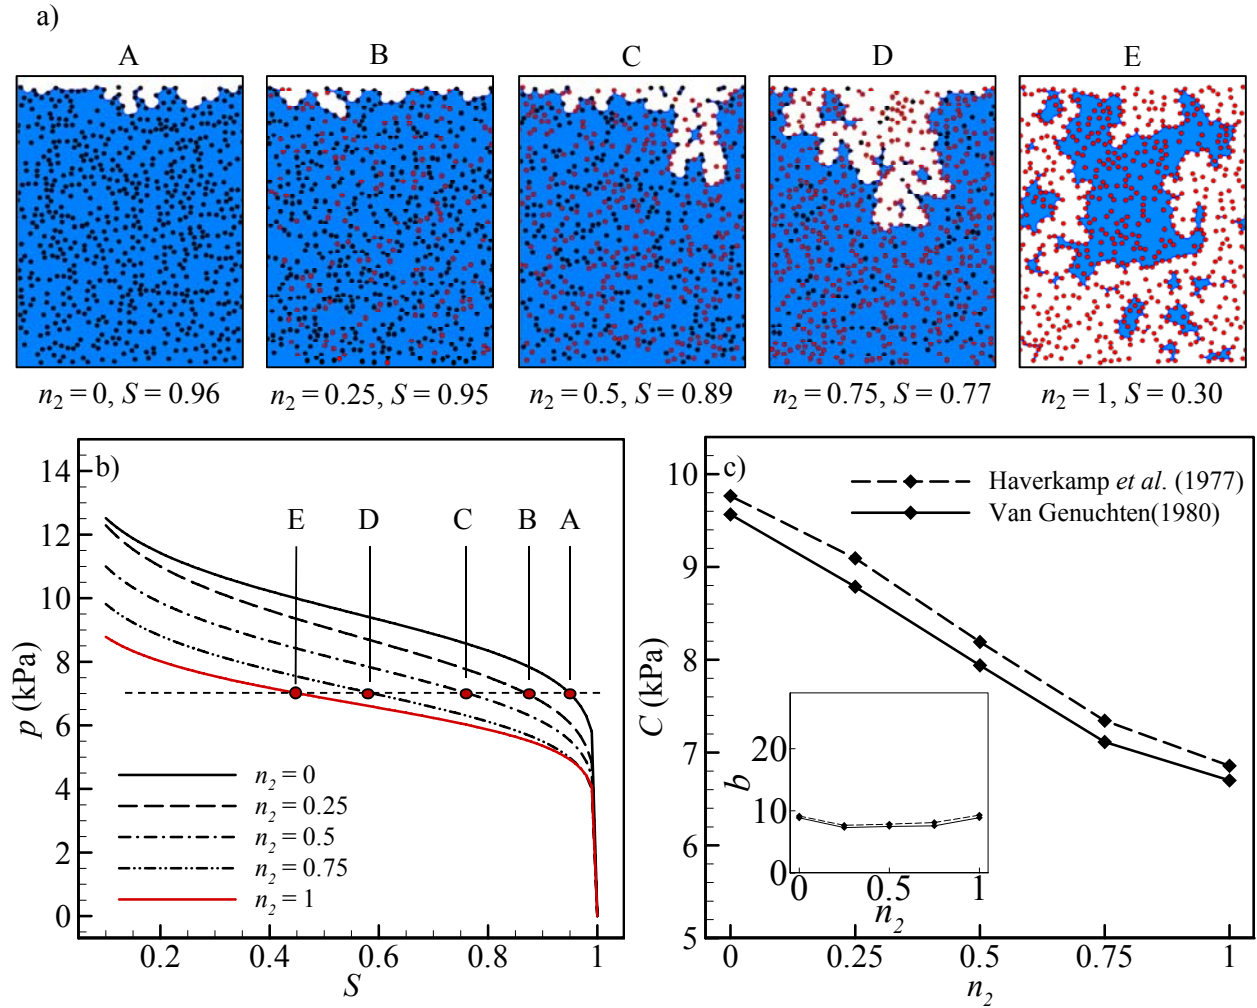 a)
A B C D E
n₂ = 0, S = 0.96
n₂ = 0.25, S = 0.95
n₂ = 0.5, S = 0.89
n₂ = 0.75, S = 0.77
n₂ = 1, S = 0.30
b)
14
12
10
8
6
4
2
0
p (kPa)
E D C B A
n₂ = 0
n₂ = 0.25
n₂ = 0.5
n₂ = 0.75
n₂ = 1
0.2 0.4 0.6 0.8 1
S
c)
Haverkamp et al. (1977)
Van Genuchten(1980)
10
9
8
7
6
5
C (kPa)
20
10
0
b
0 0.5 1
n₂
0 0.25 0.5 0.75 1
n₂